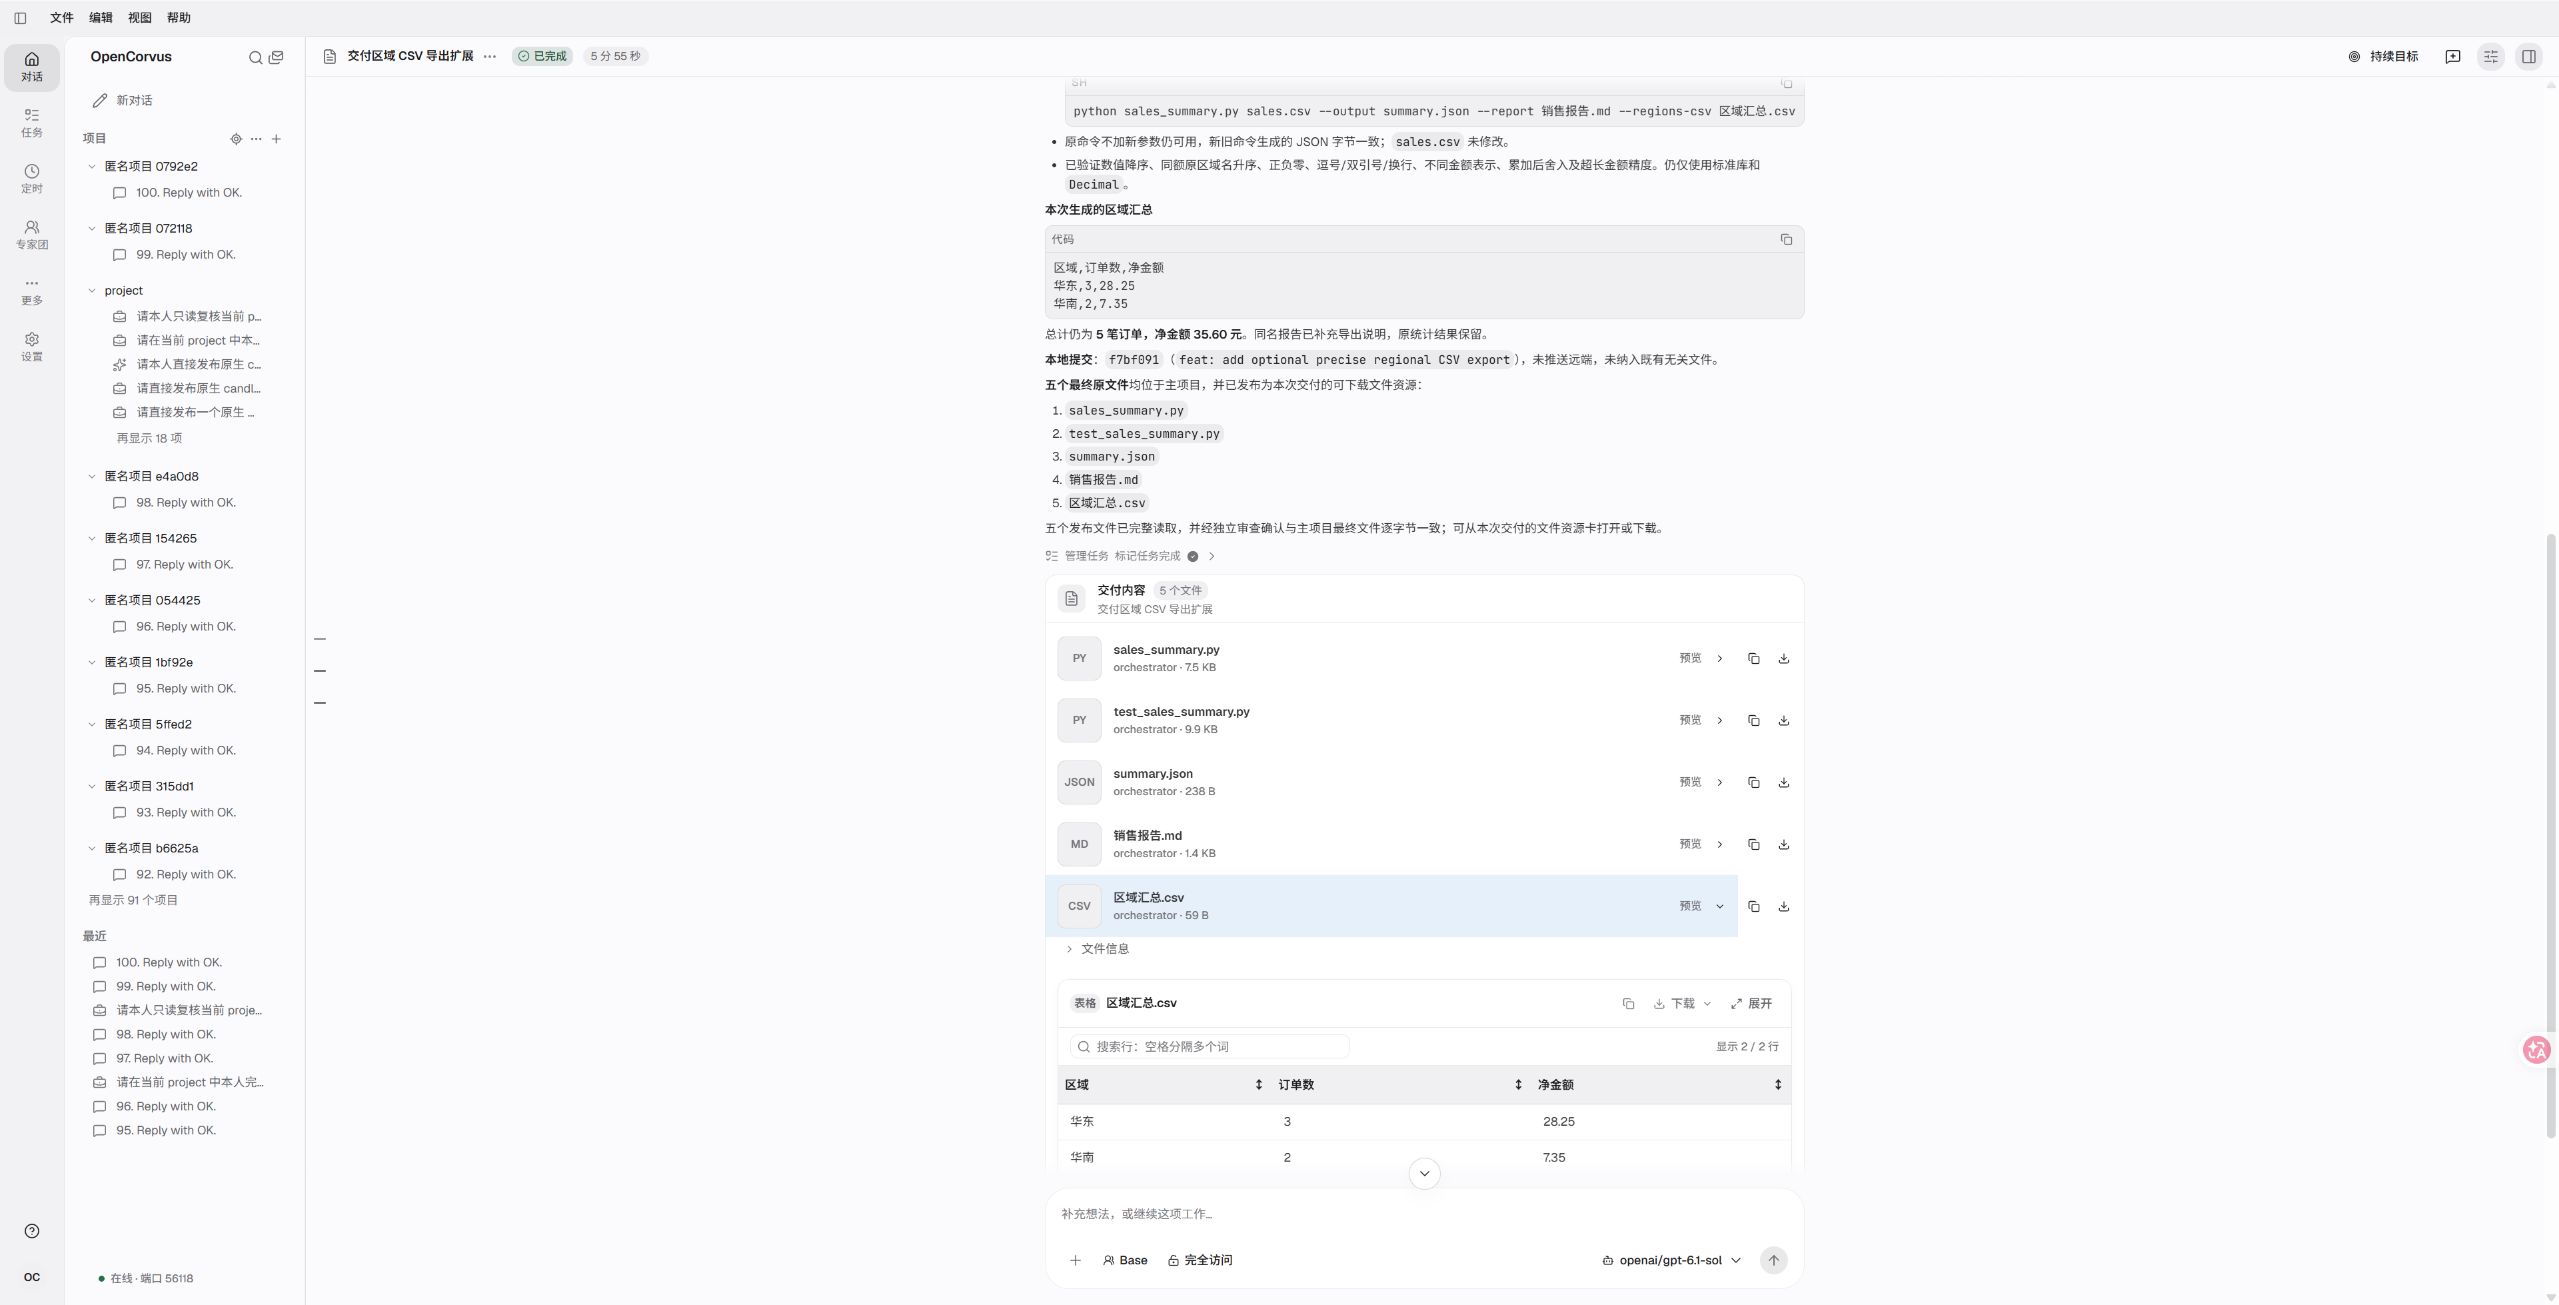 文件 编辑 视图 帮助
对话
任务
定时
专家团
更多
设置
OC
OpenCorvus
新对话
项目
匿名项目 0792e2
100. Reply with OK.
匿名项目 072118
99. Reply with OK.
project
请本人只读复核当前 p...
请在当前 project 中本...
请本人直接发布原生 c...
请直接发布原生 candl...
请直接发布一个原生 ...
再显示 18 项
匿名项目 e4a0d8
98. Reply with OK.
匿名项目 154265
97. Reply with OK.
匿名项目 054425
96. Reply with OK.
匿名项目 1bf92e
95. Reply with OK.
匿名项目 5ffed2
94. Reply with OK.
匿名项目 315dd1
93. Reply with OK.
匿名项目 b6625a
92. Reply with OK.
再显示 91 个项目
最近
100. Reply with OK.
99. Reply with OK.
请本人只读复核当前 proje...
98. Reply with OK.
97. Reply with OK.
请在当前 project 中本人完...
96. Reply with OK.
95. Reply with OK.
在线 · 端口 56118
交付区域 CSV 导出扩展 ··· 已完成 5 分 55 秒
持续目标
SH
python sales_summary.py sales.csv --output summary.json --report 销售报告.md --regions-csv 区域汇总.csv
• 原命令不加新参数仍可用，新旧命令生成的 JSON 字节一致；sales.csv 未修改。
• 已验证数值降序、同额原区域名升序、正负零、逗号/双引号/换行、不同金额表示、累加后舍入及超长金额精度。仍仅使用标准库和
Decimal。
本次生成的区域汇总
代码
区域,订单数,净金额
华东,3,28.25
华南,2,7.35
总计仍为 5 笔订单，净金额 35.60 元。同名报告已补充导出说明，原统计结果保留。
本地提交：f7bf091（feat: add optional precise regional CSV export），未推送远端，未纳入既有无关文件。
五个最终原文件均位于主项目，并已发布为本次交付的可下载文件资源：
1. sales_summary.py
2. test_sales_summary.py
3. summary.json
4. 销售报告.md
5. 区域汇总.csv
五个发布文件已完整读取，并经独立审查确认与主项目最终文件逐字节一致；可从本次交付的文件资源卡打开或下载。
管理任务 标记任务完成
交付内容 5 个文件
交付区域 CSV 导出扩展
PY
sales_summary.py
orchestrator · 7.5 KB
预览
PY
test_sales_summary.py
orchestrator · 9.9 KB
预览
JSON
summary.json
orchestrator · 238 B
预览
MD
销售报告.md
orchestrator · 1.4 KB
预览
CSV
区域汇总.csv
orchestrator · 59 B
预览
文件信息
表格 区域汇总.csv 下载 展开
搜索行：空格分隔多个词 显示 2 / 2 行
区域 订单数 净金额
华东 3 28.25
华南 2 7.35
补充想法，或继续这项工作...
Base 完全访问 openai/gpt-6.1-sol